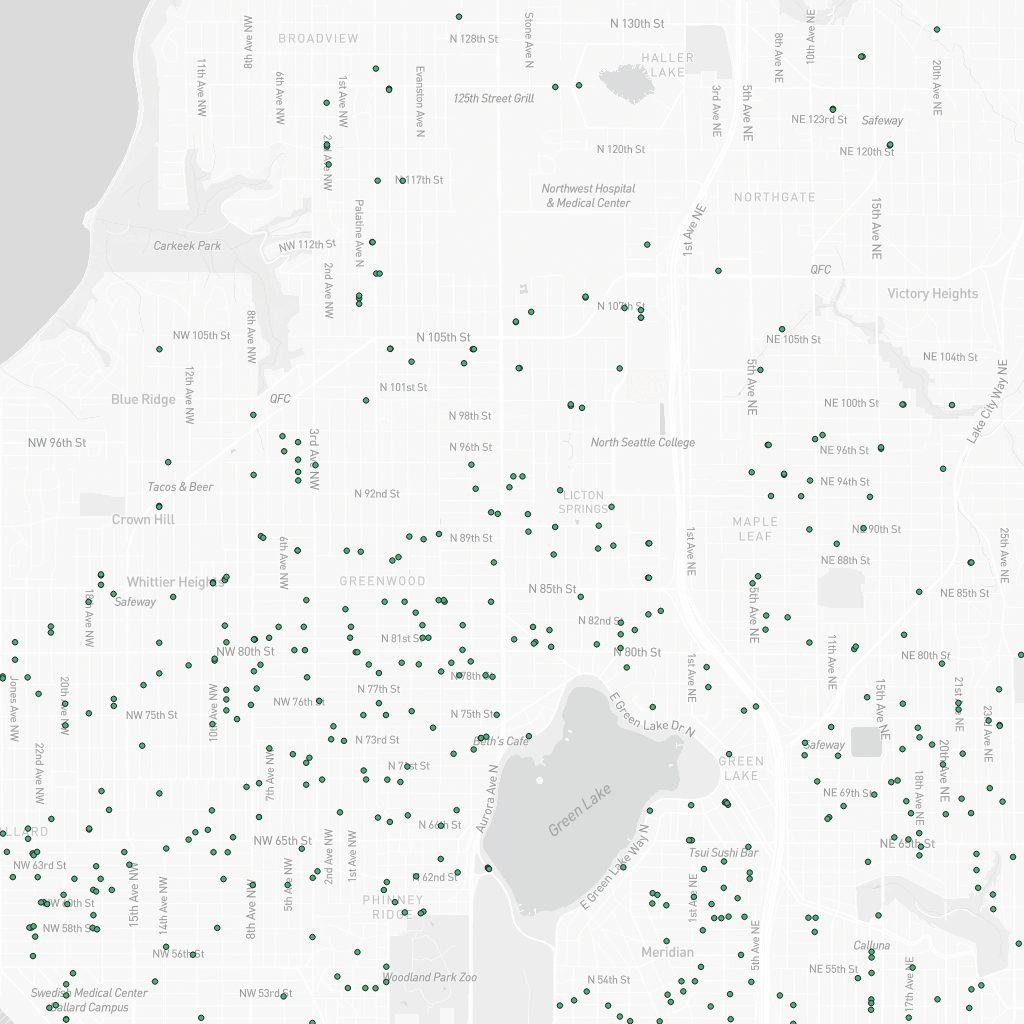 N 130th St
BROADVIEW
N 128th St
Stone Ave N
8th Ave NW
10th Ave NE
8th Ave NE
HALLER
LAKE
11th Ave NW
6th Ave NW
1st Ave NW
Evanston Ave N
125th Street Grill
3rd Ave NE
5th Ave NE
20th Ave NE
NE 123rd St
Safeway
N 120th St
NE 120th St
2nd Ave NW
N 117th St
Northwest Hospital
& Medical Center
NORTHGATE
Palatine Ave N
1st Ave NE
15th Ave NE
Carkeek Park
NW 112th St
QFC
2nd Ave NW
Victory Heights
N 107th St
NW 105th St
8th Ave NW
N 105th St
NE 105th St
NE 104th St
12th Ave NW
N 101st St
5th Ave NE
Blue Ridge
QFC
NE 100th St
Lake City Way NE
N 98th St
NW 96th St
3rd Ave NW
N 96th St
North Seattle College
NE 96th St
Tacos & Beer
N 92nd St
NE 94th St
LICTON
SPRINGS
Crown Hill
MAPLE
LEAF
NE 90th St
N 89th St
1st Ave NE
25th Ave NE
6th Ave NW
NE 88th St
Whittier Heights
GREENWOOD
N 85th St
NE 85th St
Safeway
18th Ave NW
5th Ave NE
N 82nd St
N 81st St
11th Ave NE
NW 80th St
N 80th St
NE 80th St
1st Ave NE
N 78th St
Jones Ave NW
20th Ave NW
N 77th St
15th Ave NE
21st Ave NE
10th Ave NW
NW 76th St
E Green Lake Dr N
NW 75th St
N 75th St
23rd Ave NE
N 73rd St
Beth's Cafe
Safeway
22nd Ave NW
7th Ave NW
20th Ave NE
N 71st St
GREEN
LAKE
18th Ave NE
Aurora Ave N
Green Lake
NE 69th St
N 66th St
BALLARD
NW 65th St
NE 65th St
2nd Ave NW
1st Ave NW
E Green Lake Way N
Tsui Sushi Bar
NW 63rd St
5th Ave NW
N 62nd St
15th Ave NW
14th Ave NW
8th Ave NW
1st Ave NE
NW 60th St
PHINNEY
RIDGE
NW 58th St
5th Ave NE
Calluna
NW 56th St
Meridian
NE 55th St
Woodland Park Zoo
N 54th St
17th Ave NE
Swedish Medical Center
Ballard Campus
NW 53rd St